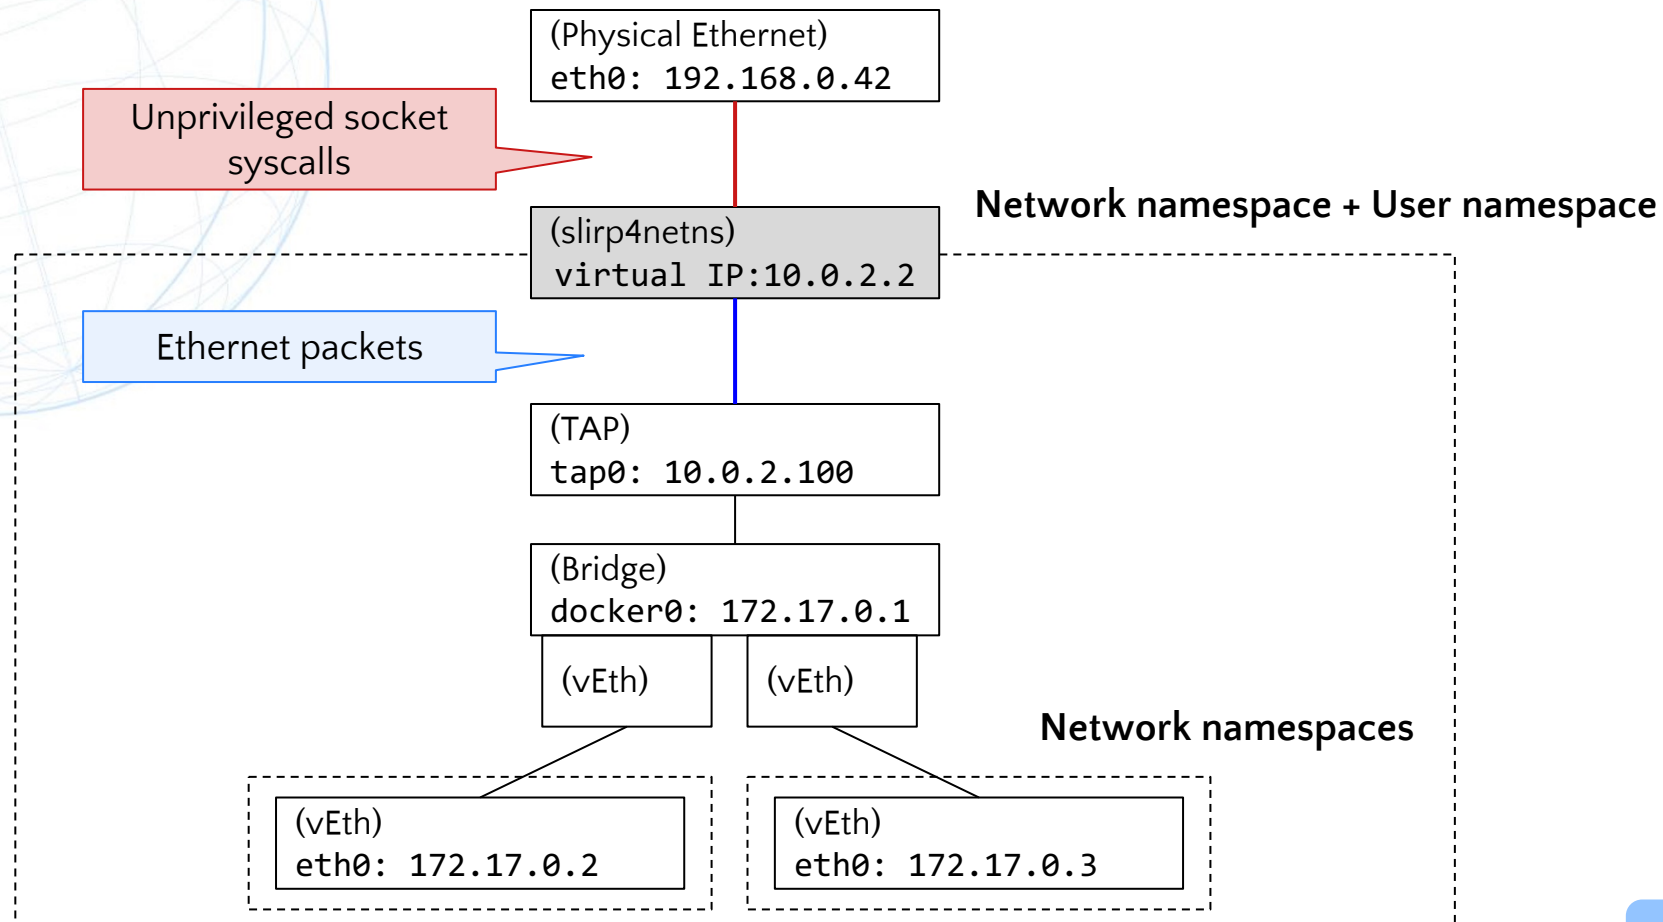 (Physical Ethernet)
eth0: 192.168.0.42
Unprivileged socket
syscalls
Network namespace + User namespace
(slirp4netns)
virtual IP:10.0.2.2
Ethernet packets
(TAP)
tap0: 10.0.2.100
(Bridge)
docker0: 172.17.0.1
(vEth)
(vEth)
Network namespaces
(vEth)
eth0: 172.17.0.2
(vEth)
eth0: 172.17.0.3